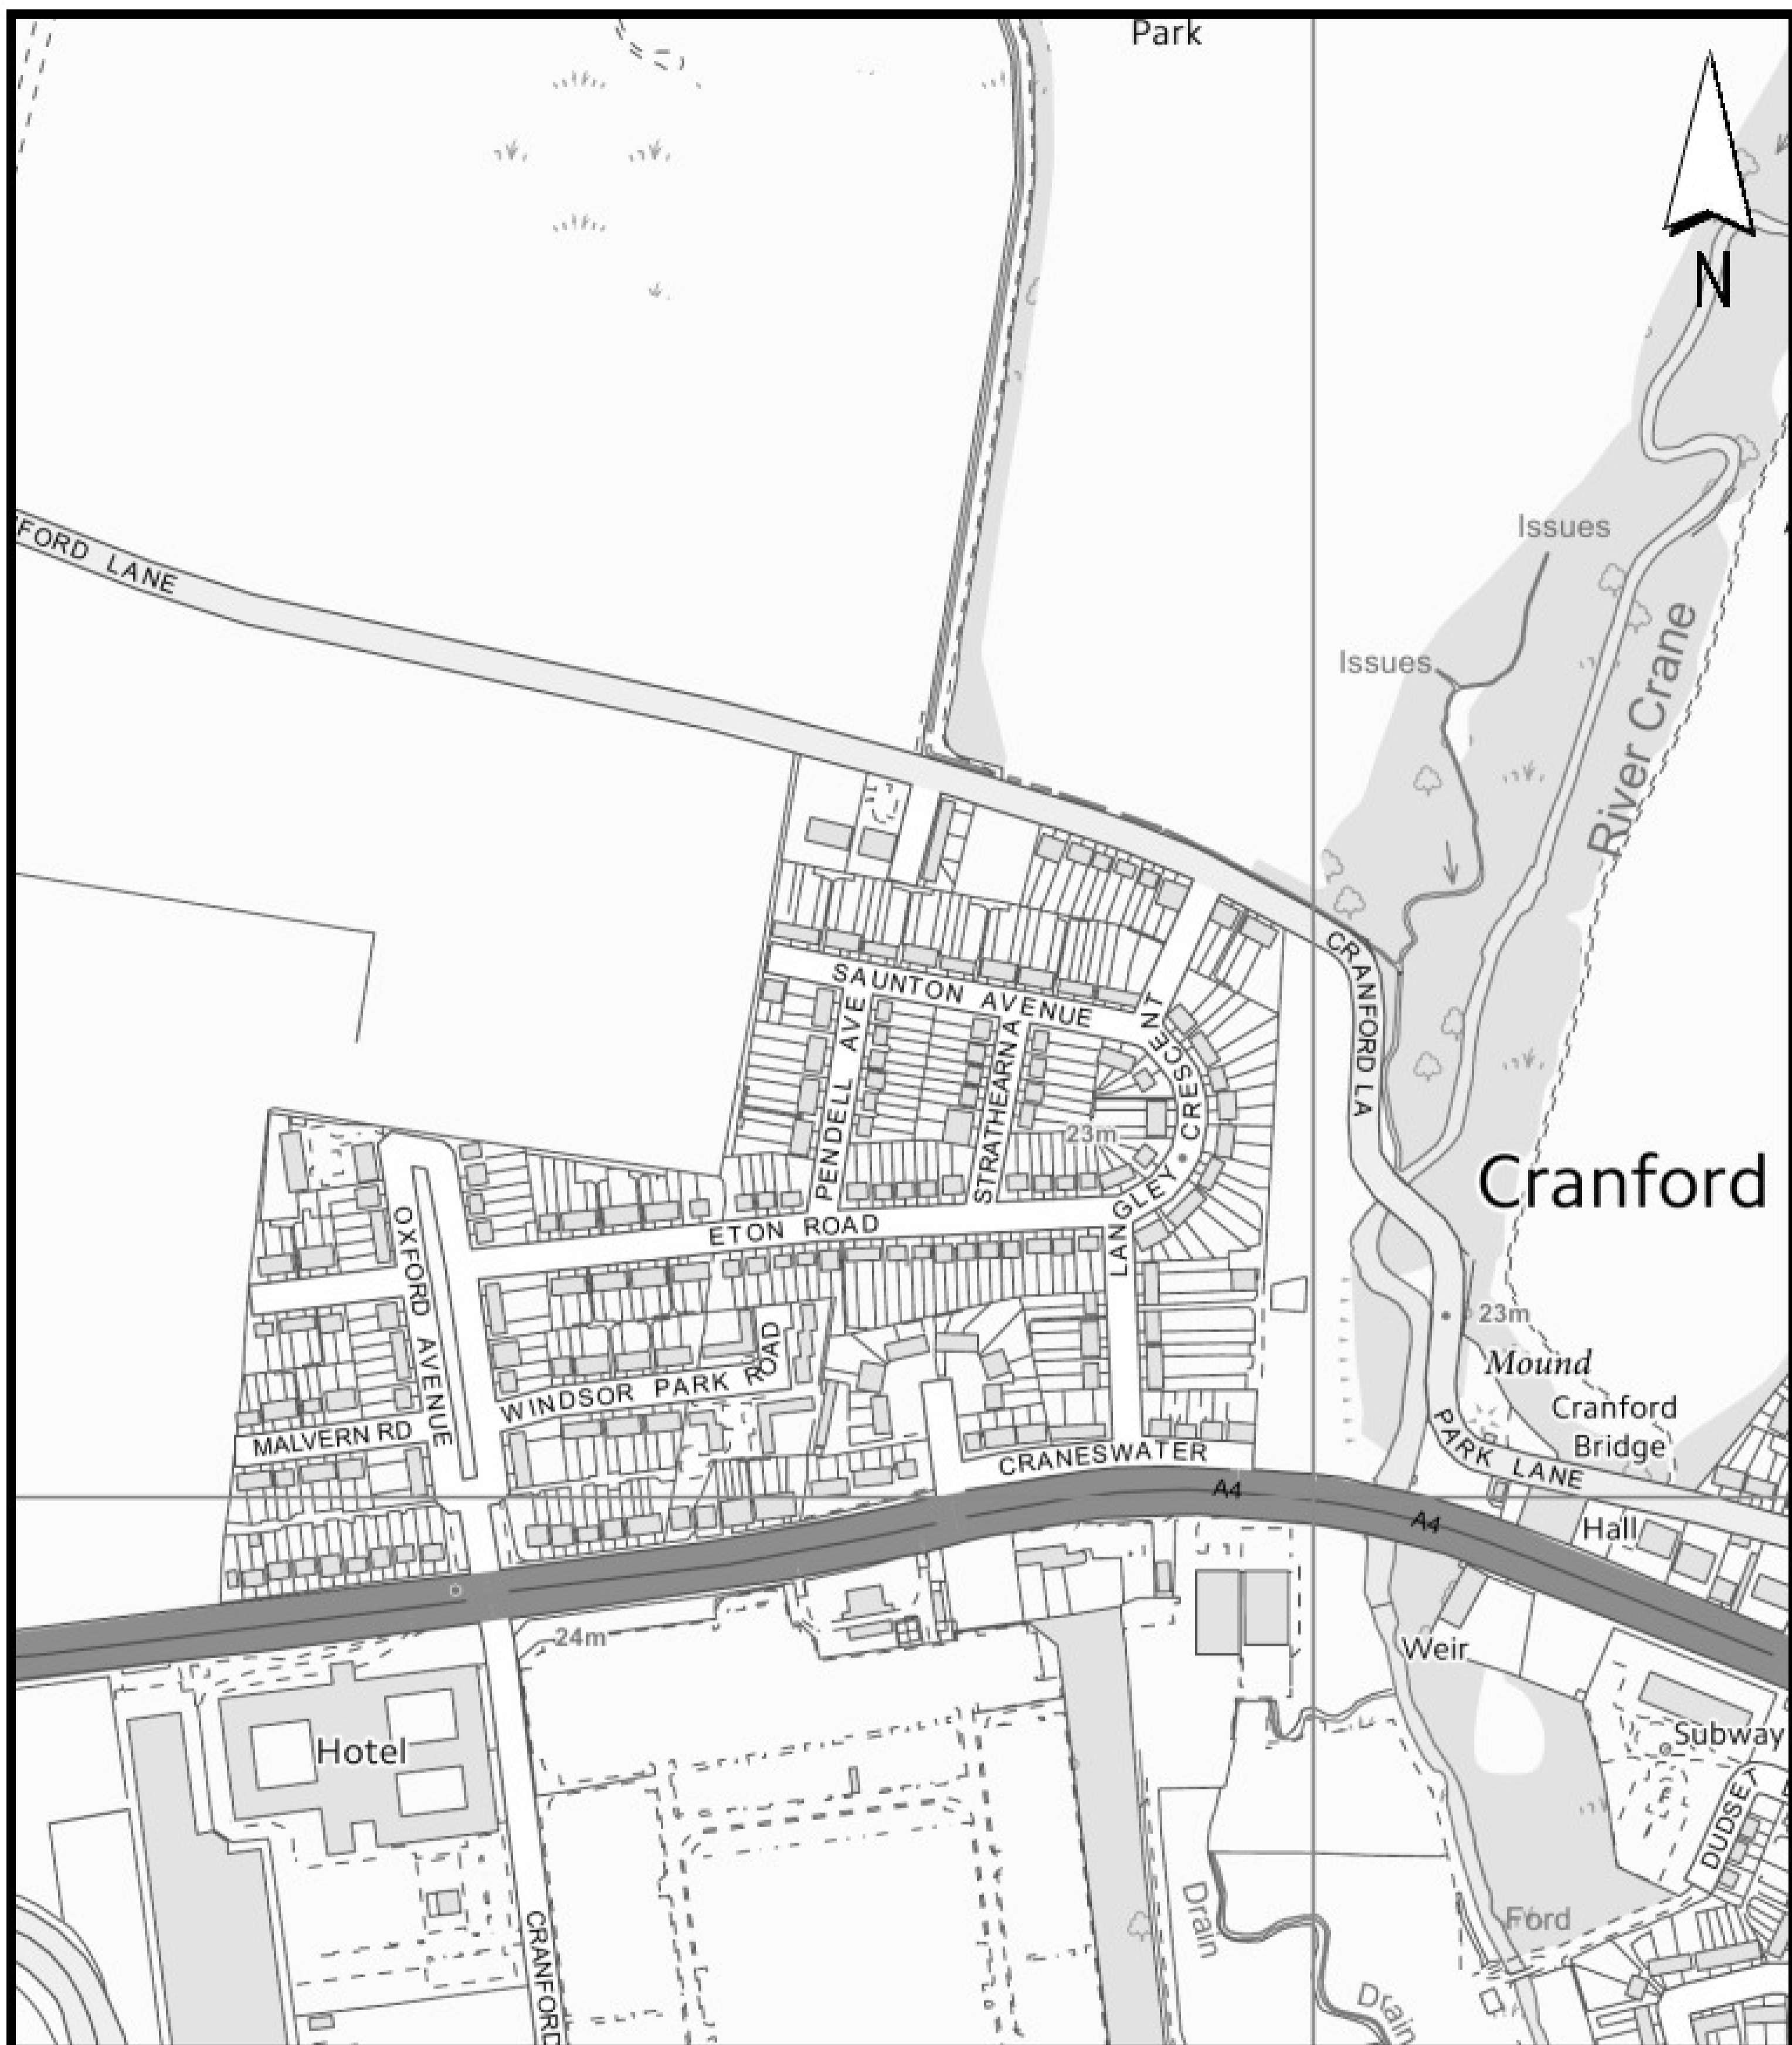 Park
N
FORD LANE
Issues
Issues
River Crane
CRANFORD LA
SAUNTON AVENUE
PENDELL AVE
STRATHEARN A
LANGLEY CRESCENT
23m
Cranford
OXFORD AVENUE
ETON ROAD
23m
WINDSOR PARK ROAD
Mound
MALVERN RD
Cranford
Bridge
PARK LANE
CRANESWATER
A4
A4
Hall
24m
Weir
Hotel
Subway
DUDSET
CRANFORD
Drain
Ford
Drain